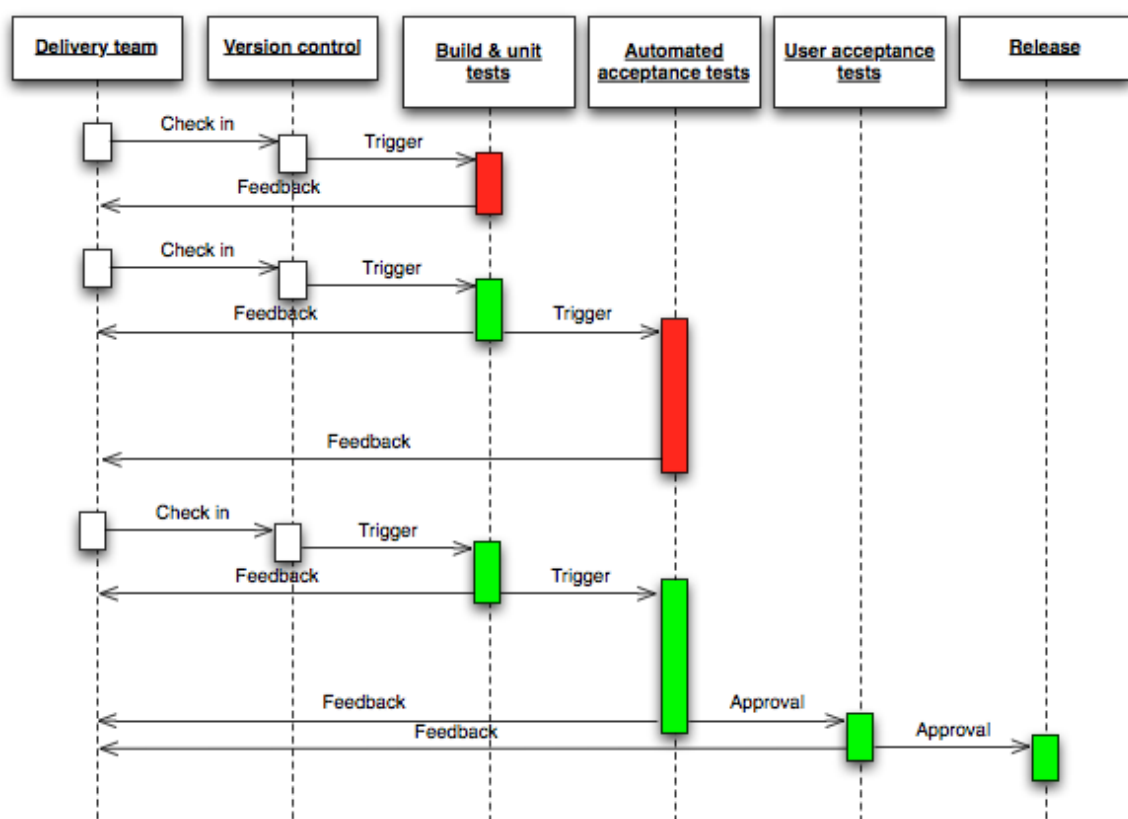 Delivery team
Version control
Build & unit
tests
Automated
acceptance tests
User acceptance
tests
Release
Check in
Trigger
Feedback
Check in
Trigger
Feedback
Trigger
Feedback
Check in
Trigger
Feedback
Trigger
Feedback
Approval
Feedback
Approval